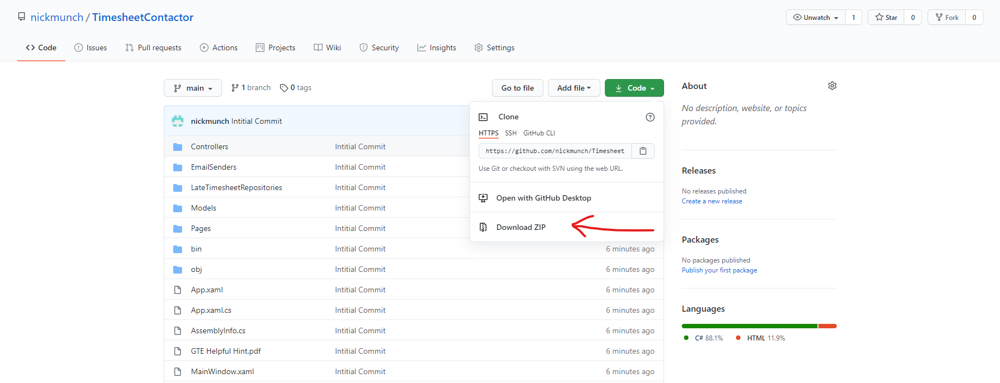 nickmunch / TimesheetContactor
Unwatch 1
Star 0
Fork 0
Code
Issues
Pull requests
Actions
Projects
Wiki
Security
Insights
Settings
main
1 branch
0 tags
Go to file
Add file
Code
nickmunch Intitial Commit
Controllers Intitial Commit
EmailSenders Intitial Commit
LateTimesheetRepositories Intitial Commit
Models Intitial Commit
Pages Intitial Commit
bin Intitial Commit 6 minutes ago
obj Intitial Commit 6 minutes ago
App.xaml Intitial Commit 6 minutes ago
App.xaml.cs Intitial Commit 6 minutes ago
AssemblyInfo.cs Intitial Commit 6 minutes ago
GTE Helpful Hint.pdf Intitial Commit 6 minutes ago
MainWindow.xaml Intitial Commit 6 minutes ago
Clone
HTTPS SSH GitHub CLI
https://github.com/nickmunch/Timesheet
Use Git or checkout with SVN using the web URL.
Open with GitHub Desktop
Download ZIP
About
No description, website, or topics
provided.
Releases
No releases published
Create a new release
Packages
No packages published
Publish your first package
Languages
C# 88.1% HTML 11.9%